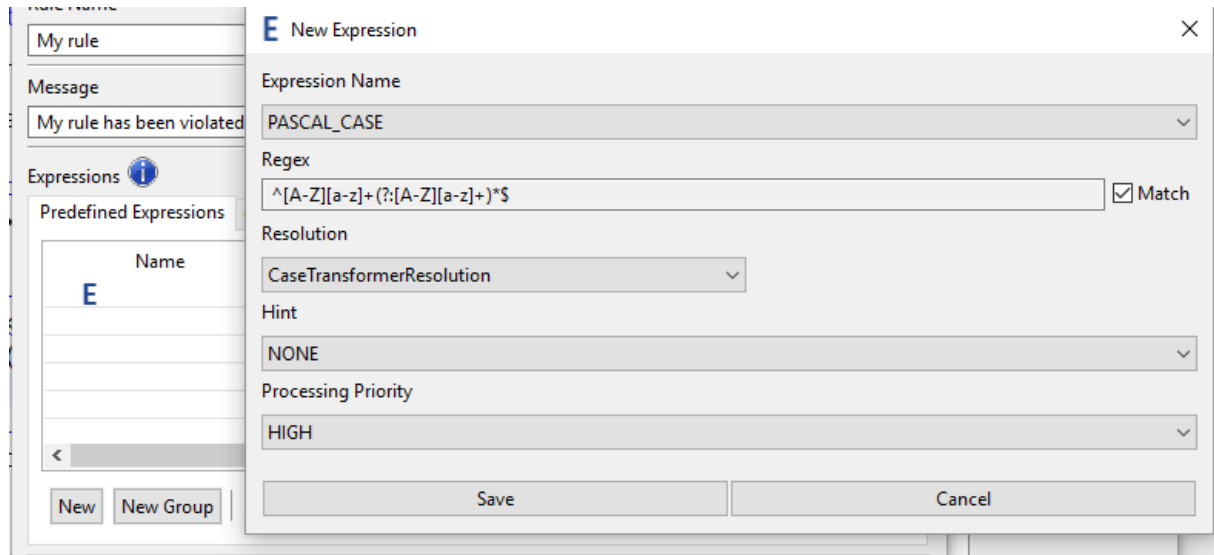 Rule Name
My rule
Message
My rule has been violated
Expressions
Predefined Expressions
Name
E
New
New Group
E New Expression
Expression Name
PASCAL_CASE
Regex
^[A-Z][a-z]+(?:[A-Z][a-z]+)*$
Match
Resolution
CaseTransformerResolution
Hint
NONE
Processing Priority
HIGH
Save
Cancel